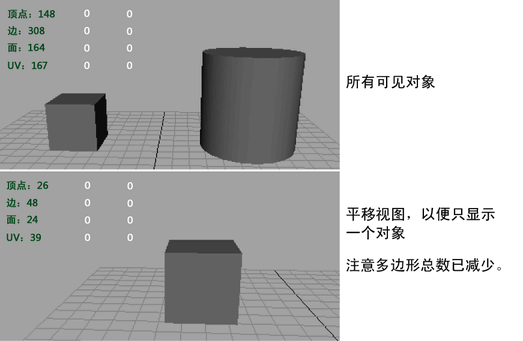 顶点：148 0 0
边：308 0 0
面：164 0 0
UV：167 0 0
所有可见对象
顶点：26 0 0
边：48 0 0
面：24 0 0
UV：39 0 0
平移视图，以便只显示
一个对象
注意多边形总数已减少。